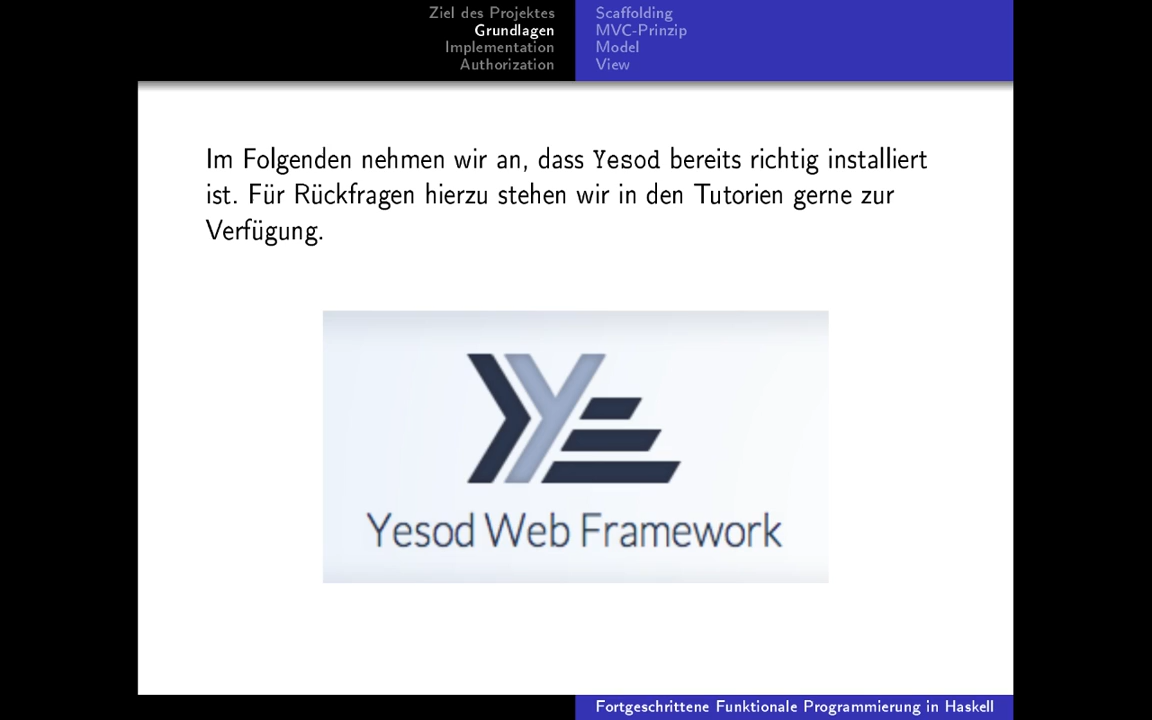 Ziel des Projektes
Grundlagen
Implementation
Authorization
Scaffolding
MVC-Prinzip
Model
View
Im Folgenden nehmen wir an, dass Yesod bereits richtig installiert
ist. Für Rückfragen hierzu stehen wir in den Tutorien gerne zur
Verfügung.
Yesod Web Framework
Fortgeschrittene Funktionale Programmierung in Haskell